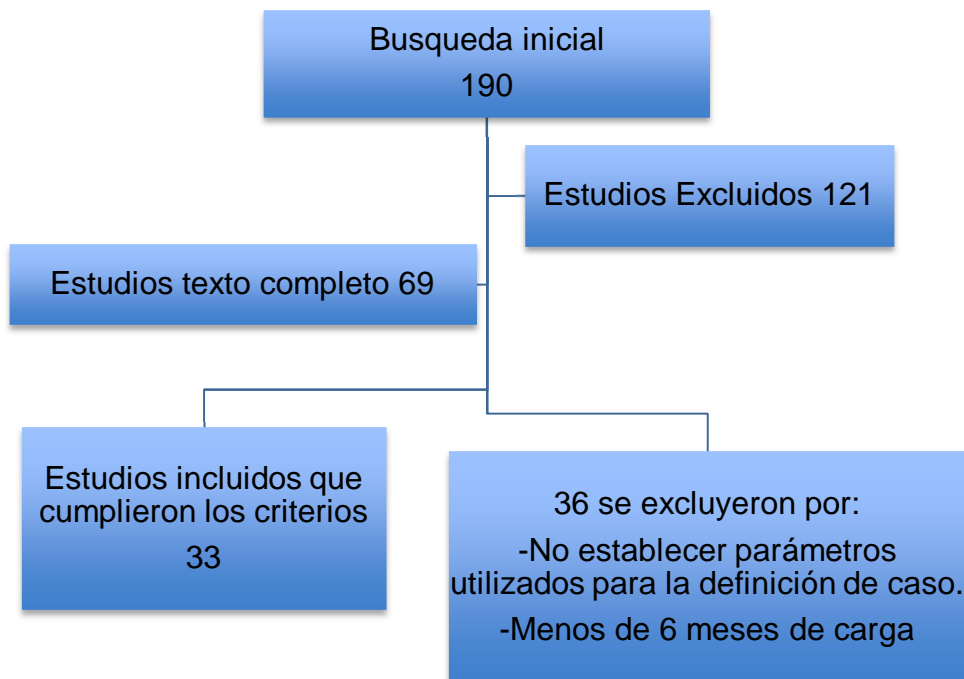 Busqueda inicial
190
Estudios Excluidos 121
Estudios texto completo 69
Estudios incluidos que
cumplieron los criterios
33
36 se excluyeron por:
-No establecer parámetros
utilizados para la definición de caso.
-Menos de 6 meses de carga